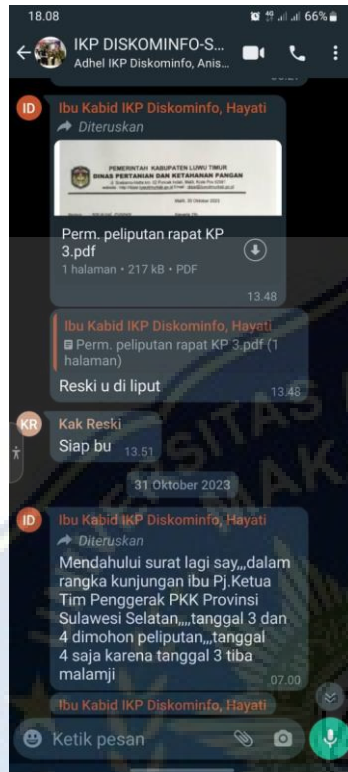 18.08
4G
66%
IKP DISKOMINFO-S...
Adhel IKP Diskominfo, Anis...
ID
Ibu Kabid IKP Diskominfo, Hayati
Diteruskan
PEMERINTAH KABUPATEN LUWU TIMUR
DINAS PERTANIAN DAN KETAHANAN PANGAN
Perm. peliputan rapat KP
3.pdf
1 halaman • 217 kB • PDF
13.48
Ibu Kabid IKP Diskominfo, Hayati
Perm. peliputan rapat KP 3.pdf (1
halaman)
Reski u di liput
13.48
KR
Kak Reski
Siap bu
13.51
31 Oktober 2023
ID
Ibu Kabid IKP Diskominfo, Hayati
Diteruskan
Mendahului surat lagi say,,,dalam
rangka kunjungan ibu Pj.Ketua
Tim Penggerak PKK Provinsi
Sulawesi Selatan,,,,tanggal 3 dan
4 dimohon peliputan,,,tanggal
4 saja karena tanggal 3 tiba
malamji
07.00
Ibu Kabid IKP Diskominfo, Hayati
Ketik pesan